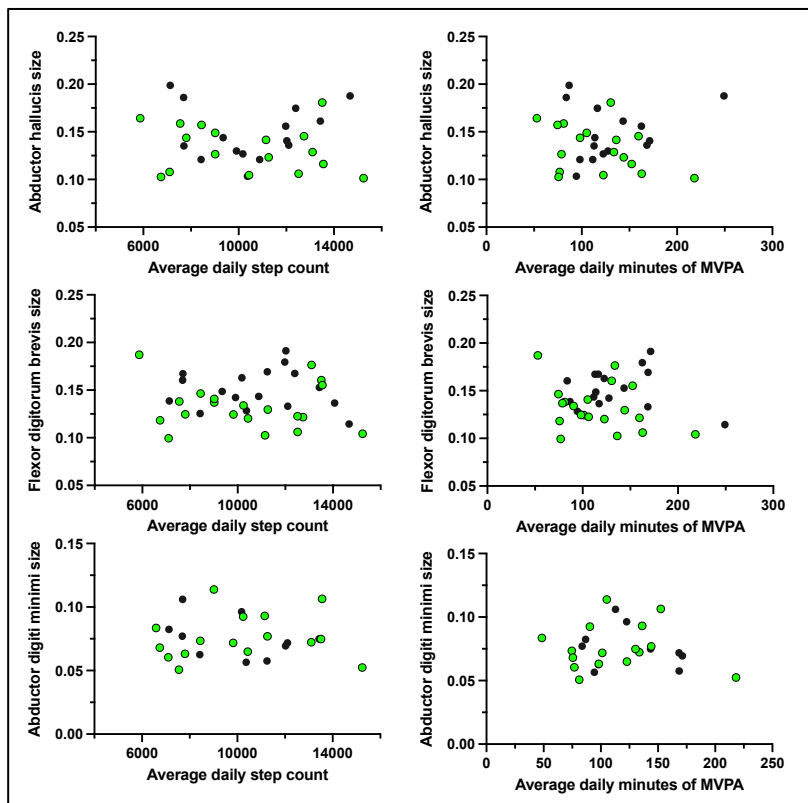 Abductor hallucis size
0.25
0.20
0.15
0.10
0.05
6000 10000 14000
Average daily step count
Abductor hallucis size
0.25
0.20
0.15
0.10
0.05
0 100 200 300
Average daily minutes of MVPA
Flexor digitorum brevis size
0.25
0.20
0.15
0.10
0.05
6000 10000 14000
Average daily step count
Flexor digitorum brevis size
0.25
0.20
0.15
0.10
0.05
0 100 200 300
Average daily minutes of MVPA
Abductor digiti minimi size
0.15
0.10
0.05
0.00
6000 10000 14000
Average daily step count
Abductor digiti minimi size
0.15
0.10
0.05
0.00
0 50 100 150 200 250
Average daily minutes of MVPA